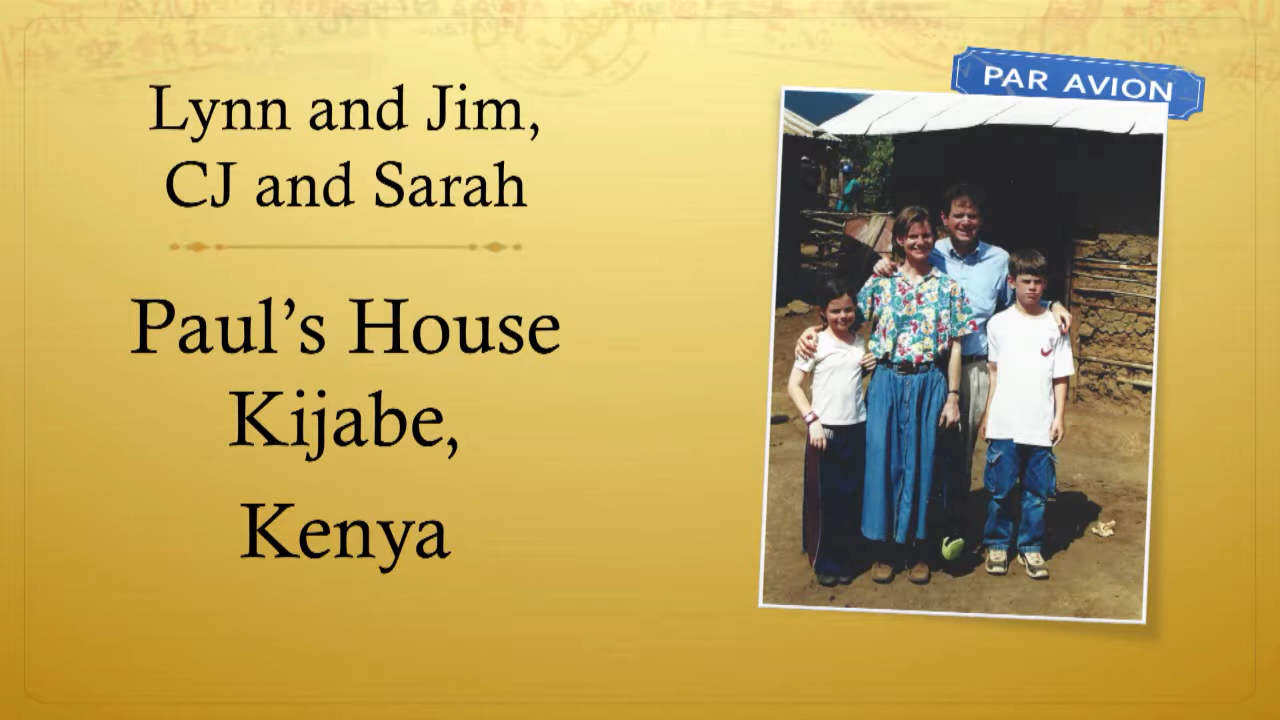 Lynn and Jim,
CJ and Sarah
Paul’s House
Kijabe,
Kenya
PAR AVION